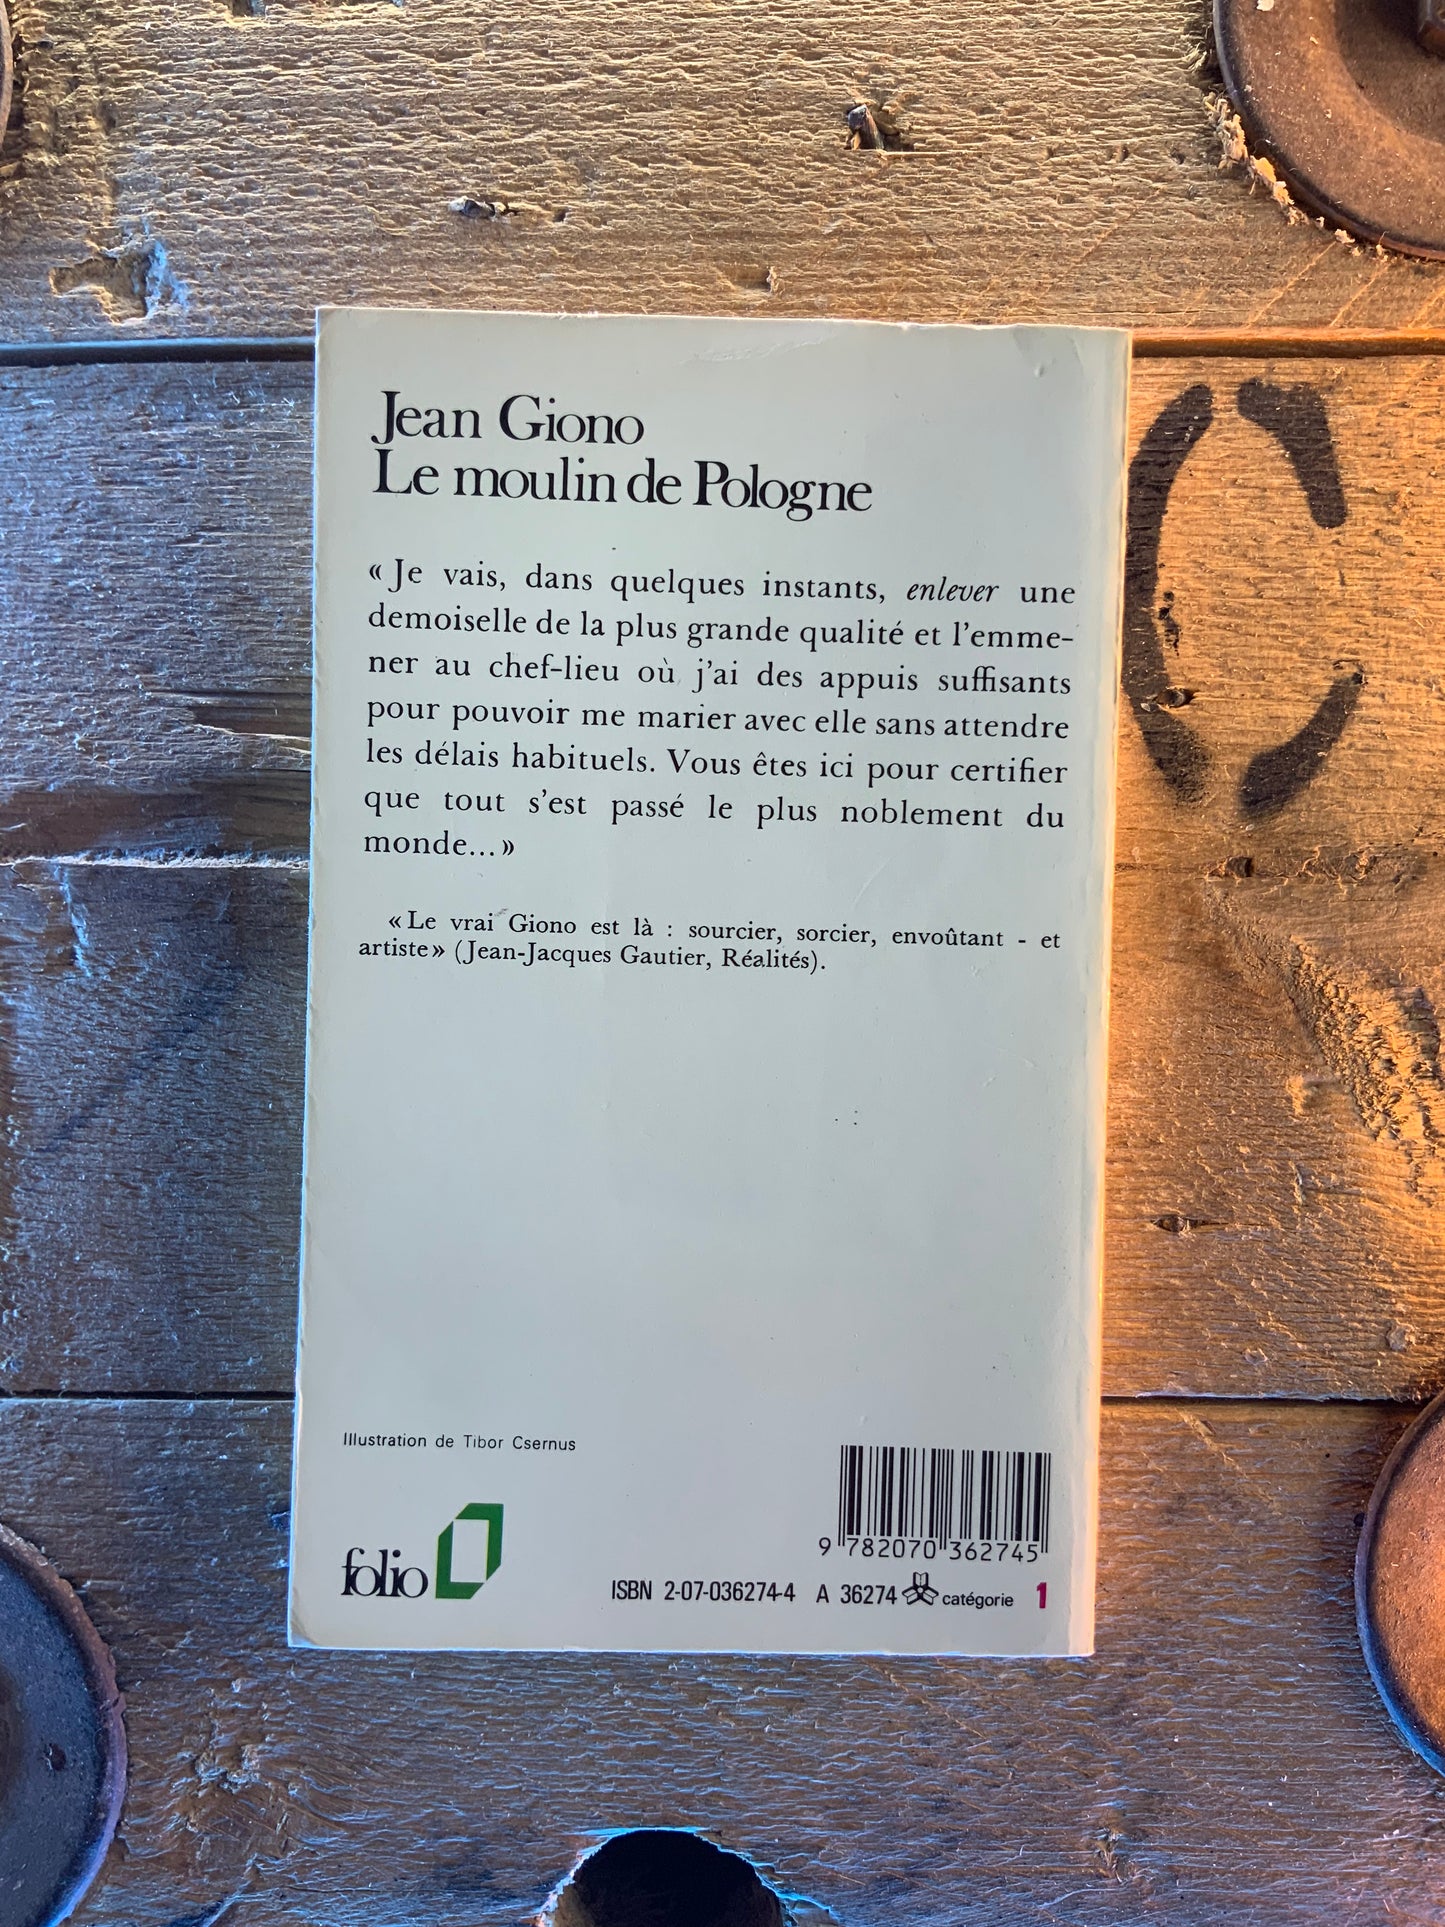 Jean Giono
Le moulin de Pologne
« Je vais, dans quelques instants, enlever une
demoiselle de la plus grande qualité et l'emme-
ner au chef-lieu où j'ai des appuis suffisants
pour pouvoir me marier avec elle sans attendre
les délais habituels. Vous êtes ici pour certifier
que tout s'est passé le plus noblement du
monde... »
« Le vrai Giono est là : sourcier, sorcier, envoûtant - et
artiste » (Jean-Jacques Gautier, Réalités).
Illustration de Tibor Csernus
folio
9 782070 362745
ISBN 2-07-036274-4 A 36274 catégorie 1